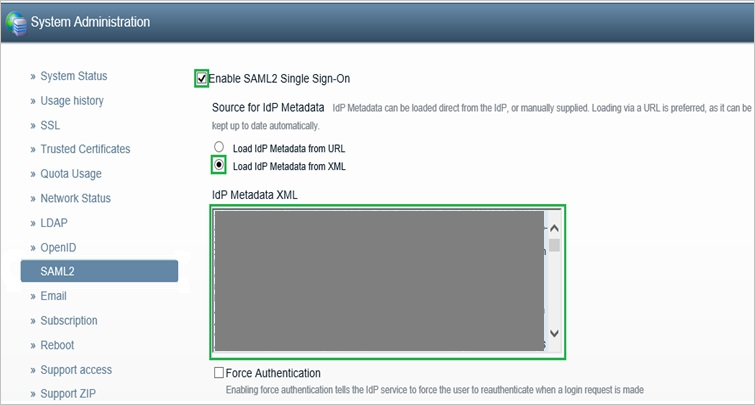 System Administration
» System Status
» Usage history
» SSL
» Trusted Certificates
» Quota Usage
» Network Status
» LDAP
» OpenID
SAML2
» Email
» Subscription
» Reboot
» Support access
» Support ZIP
Enable SAML2 Single Sign-On
Source for IdP Metadata IdP Metadata can be loaded direct from the IdP, or manually supplied. Loading via a URL is preferred, as it can be
kept up to date automatically.
Load IdP Metadata from URL
Load IdP Metadata from XML
IdP Metadata XML
Force Authentication
Enabling force authentication tells the IdP service to force the user to reauthenticate when a login request is made